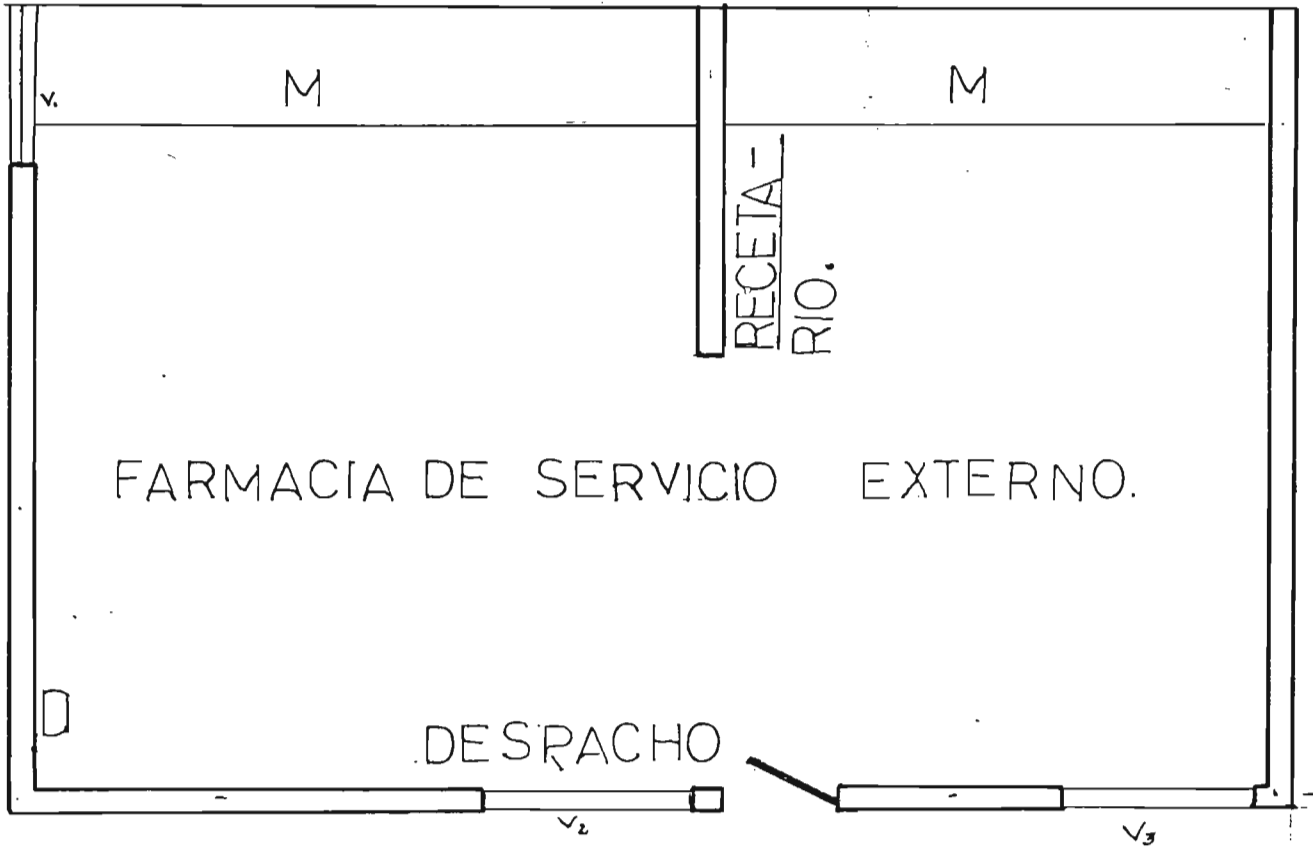 M
M
V.
RECETA-
RIO.
FARMACIA DE SERVICIO EXTERNO.
DESPACHO
V2
V3